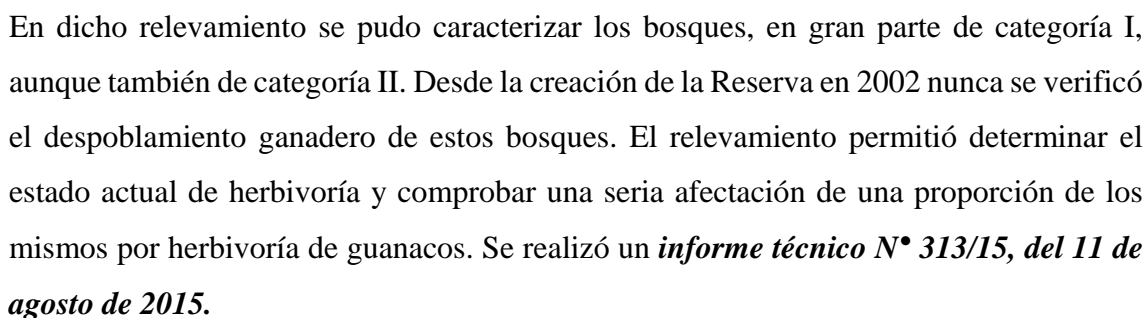 En dicho relevamiento se pudo caracterizar los bosques, en gran parte de categoría I,
aunque también de categoría II. Desde la creación de la Reserva en 2002 nunca se verificó
el despoblamiento ganadero de estos bosques. El relevamiento permitió determinar el
estado actual de herbivoría y comprobar una seria afectación de una proporción de los
mismos por herbivoría de guanacos. Se realizó un informe técnico N• 313/15, del 11 de
agosto de 2015.